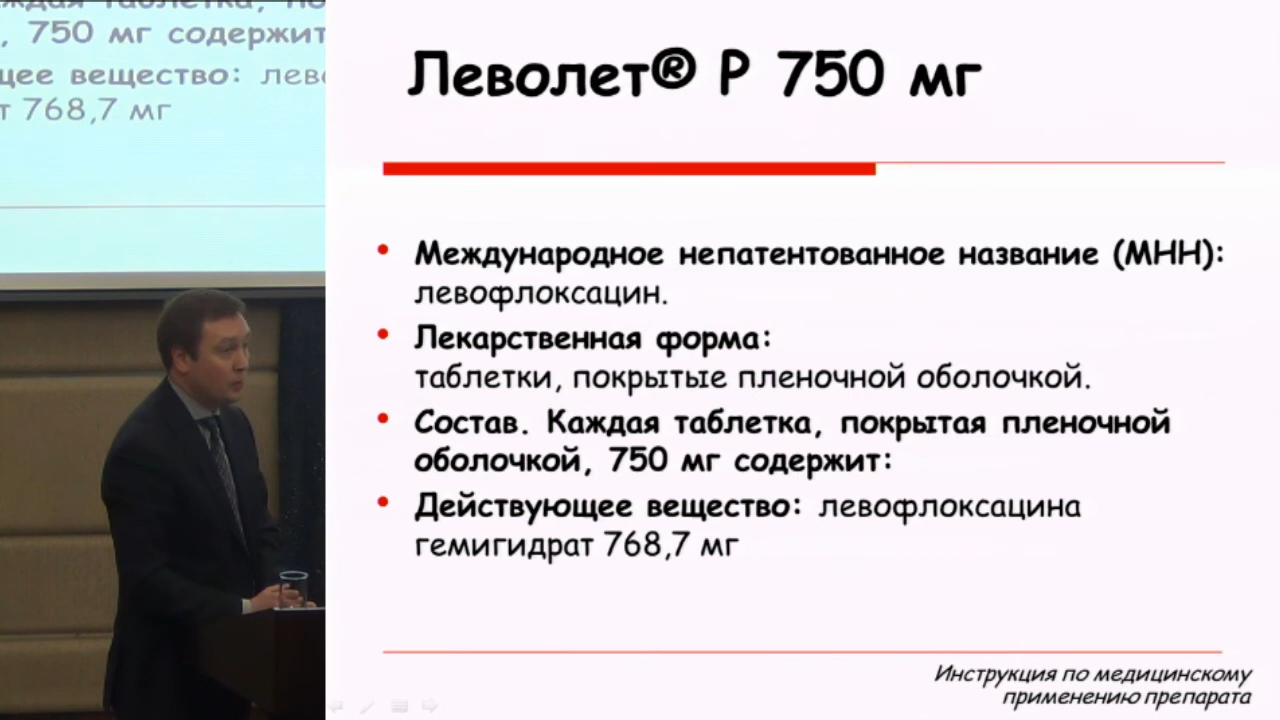 , 750 мг содержит
щее вещество: лев
т 768,7 мг
Леволет® Р 750 мг
• Международное непатентованное название (МНН):
левофлоксацин.
• Лекарственная форма:
таблетки, покрытые пленочной оболочкой.
• Состав. Каждая таблетка, покрытая пленочной
оболочкой, 750 мг содержит:
• Действующее вещество: левофлоксацина
гемигидрат 768,7 мг
Инструкция по медицинскому
применению препарата